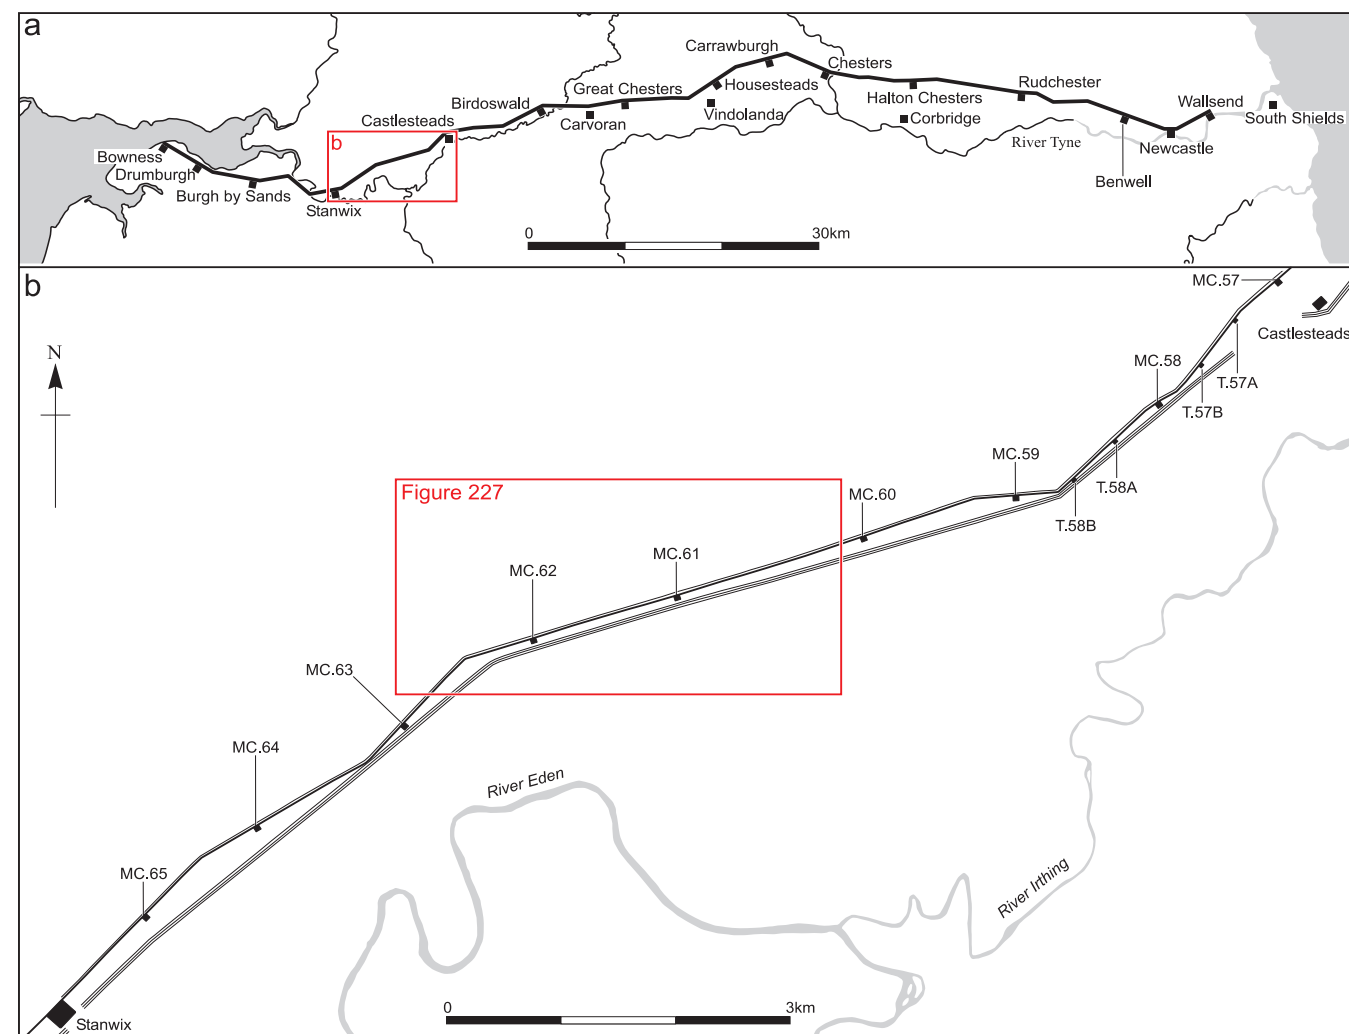 a
Carrawburgh
Chesters
Great Chesters
Housesteads
Rudchester
Birdoswald
Halton Chesters
Wallsend
Castlesteads
Carvoran
Vindolanda
Corbridge
South Shields
b
River Tyne
Newcastle
Bowness
Drumburgh
Benwell
Burgh by Sands
Stanwix
0
30km
b
MC.57
Castlesteads
N
MC.58
T.57A
T.57B
MC.59
T.58A
Figure 227
MC.60
T.58B
MC.61
MC.62
MC.63
MC.64
River Eden
MC.65
River Irthing
0
3km
Stanwix